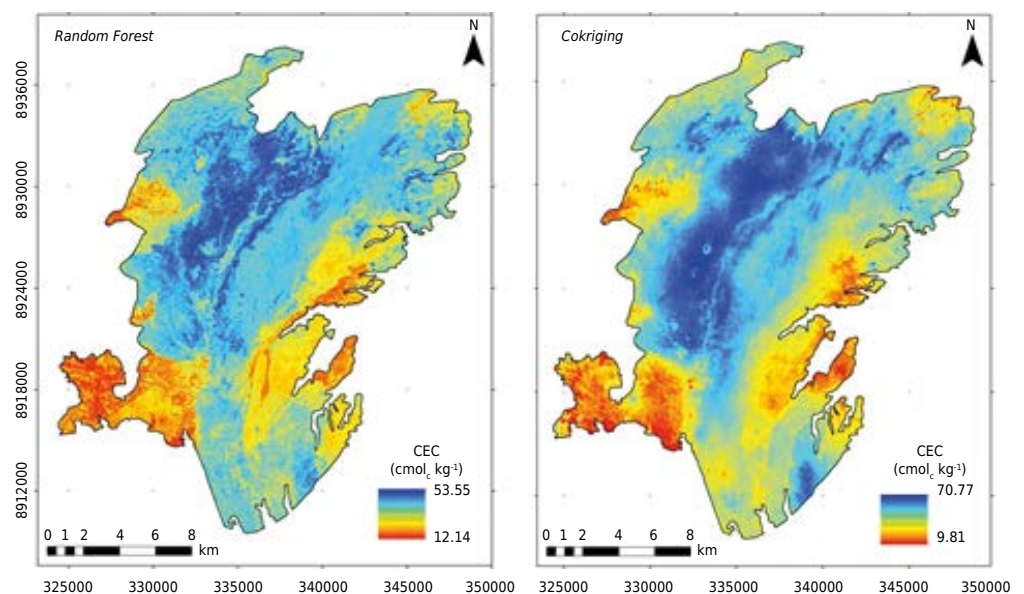 Random Forest
N
8936000
8930000
8924000
8918000
8912000
CEC
(cmolc kg-1)
53.55
12.14
0 1 2 4 6 8
km
325000 330000 335000 340000 345000 350000
Cokriging
N
CEC
(cmolc kg-1)
70.77
9.81
0 1 2 4 6 8
km
325000 330000 335000 340000 345000 350000